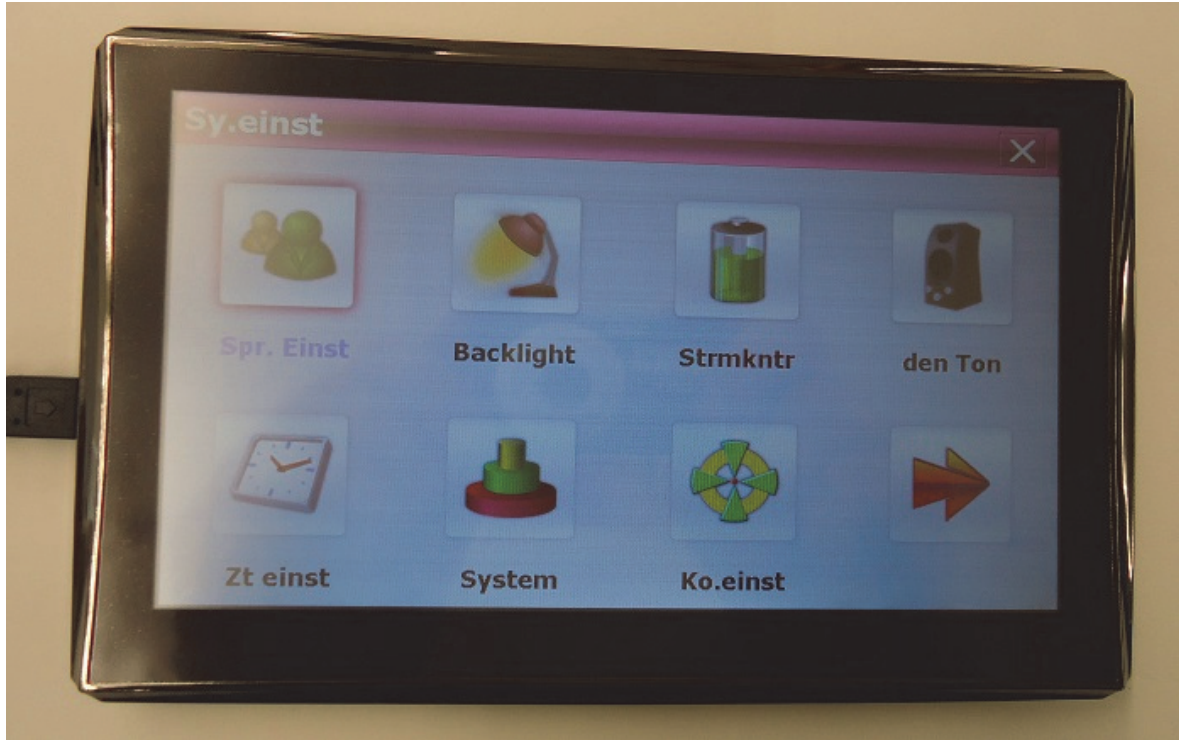 Sy.einst
Spr. Einst
Backlight
Strmkntr
den Ton
Zt einst
System
Ko.einst